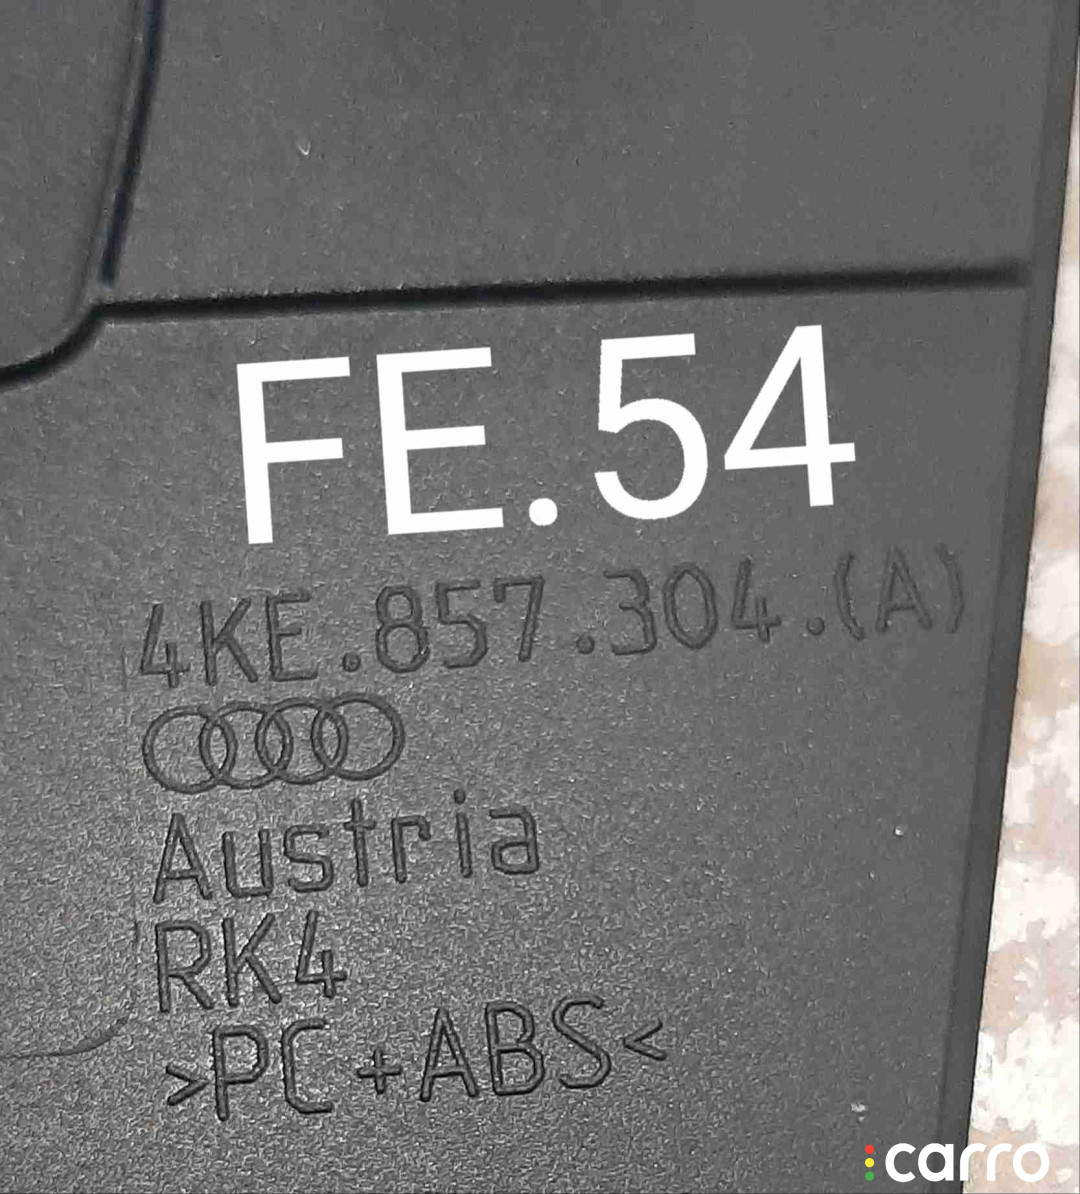 FE.54
4KE.857.304.(A)
Austria
RK4
>PC+ABS<
carro